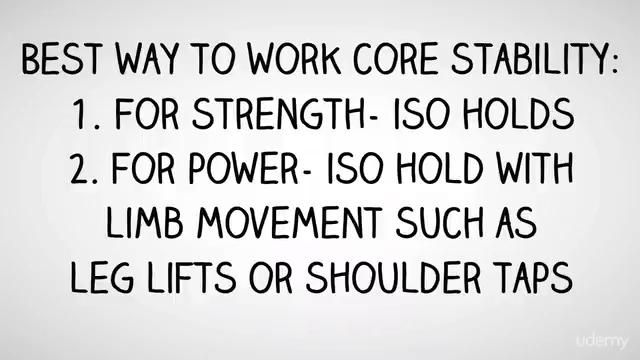 BEST WAY TO WORK CORE STABILITY:
1. FOR STRENGTH- ISO HOLDS
2. FOR POWER- ISO HOLD WITH
LIMB MOVEMENT SUCH AS
LEG LIFTS OR SHOULDER TAPS
udemy